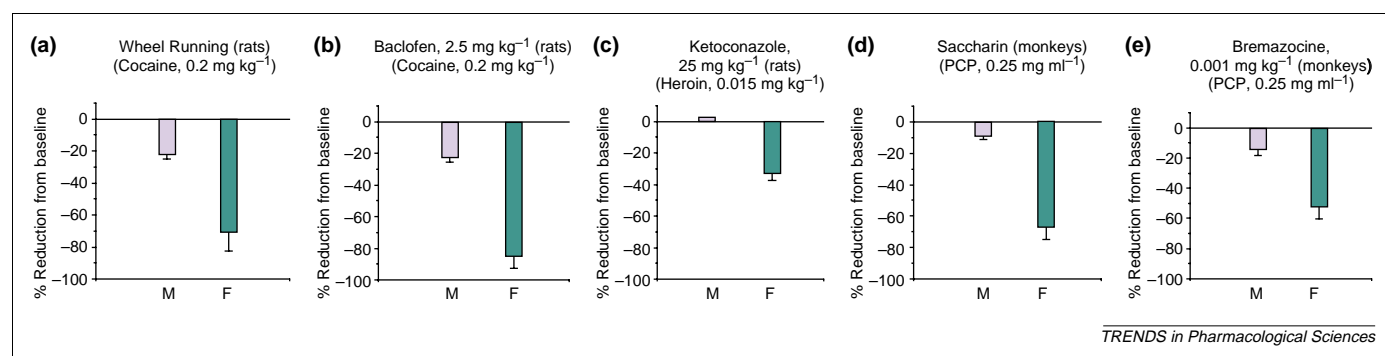 (a)
Wheel Running (rats)
(Cocaine, 0.2 mg kg⁻¹)
% Reduction from baseline
0
–20
–40
–60
–80
–100
M F
(b)
Baclofen, 2.5 mg kg⁻¹ (rats)
(Cocaine, 0.2 mg kg⁻¹)
% Reduction from baseline
0
–20
–40
–60
–80
–100
M F
(c)
Ketoconazole,
25 mg kg⁻¹ (rats)
(Heroin, 0.015 mg kg⁻¹)
% Reduction from baseline
0
–20
–40
–60
–80
–100
M F
(d)
Saccharin (monkeys)
(PCP, 0.25 mg ml⁻¹)
% Reduction from baseline
0
–20
–40
–60
–80
–100
M F
(e)
Bremazocine,
0.001 mg kg⁻¹ (monkeys)
(PCP, 0.25 mg ml⁻¹)
% Reduction from baseline
0
–20
–40
–60
–80
–100
M F
TRENDS in Pharmacological Sciences